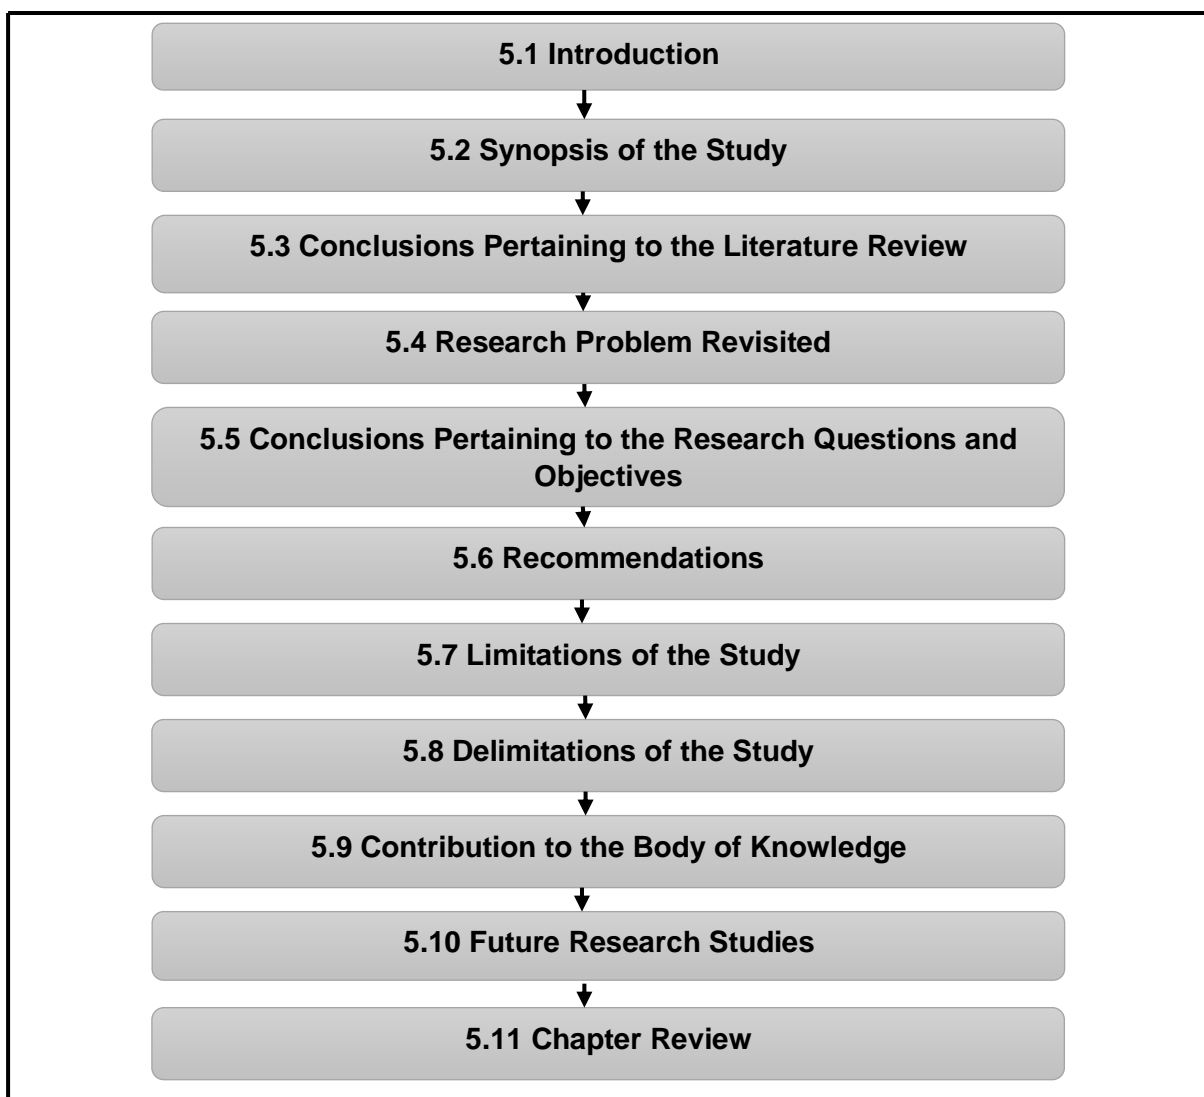 5.1 Introduction
5.2 Synopsis of the Study
5.3 Conclusions Pertaining to the Literature Review
5.4 Research Problem Revisited
5.5 Conclusions Pertaining to the Research Questions and
Objectives
5.6 Recommendations
5.7 Limitations of the Study
5.8 Delimitations of the Study
5.9 Contribution to the Body of Knowledge
5.10 Future Research Studies
5.11 Chapter Review